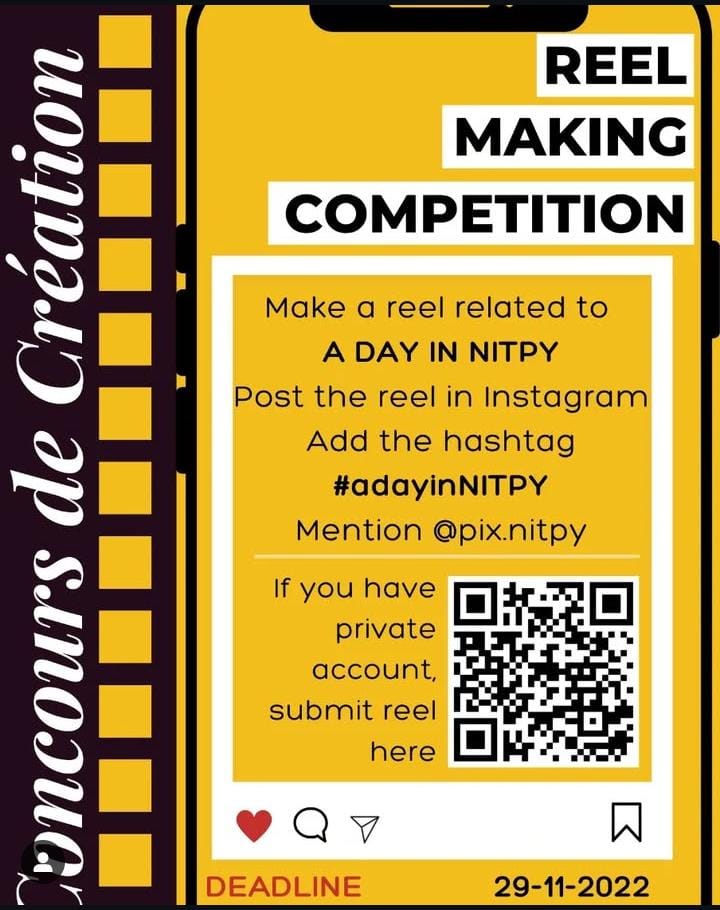 Concours de Création
REEL
MAKING
COMPETITION
Make a reel related to
A DAY IN NITPY
Post the reel in Instagram
Add the hashtag
#adayinNITPY
Mention @pix.nitpy
If you have
private
account,
submit reel
here
DEADLINE 29-11-2022